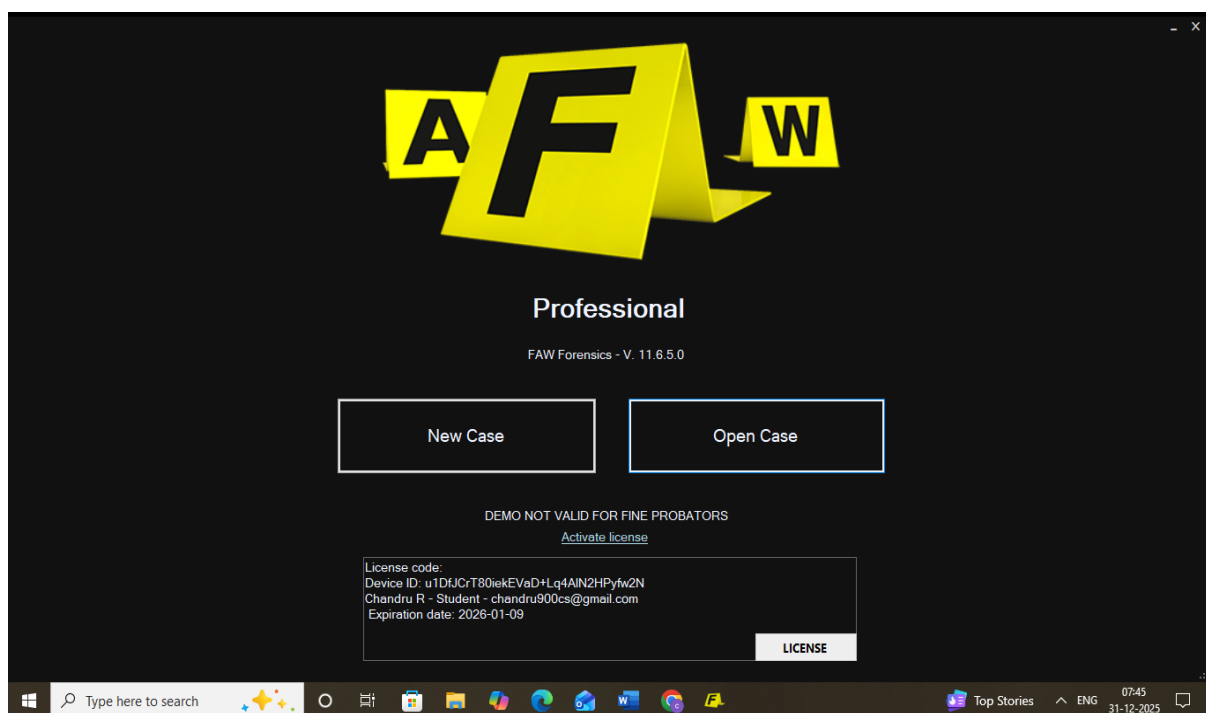 A F W
Professional
FAW Forensics - V. 11.6.5.0
New Case
Open Case
DEMO NOT VALID FOR FINE PROBATORS
Activate license
License code:
Device ID: u1DfJCrT80iekEVaD+Lq4AIN2HPyfw2N
Chandru R - Student - chandru900cs@gmail.com
Expiration date: 2026-01-09
LICENSE
Type here to search
Top Stories
ENG
07:45
31-12-2025